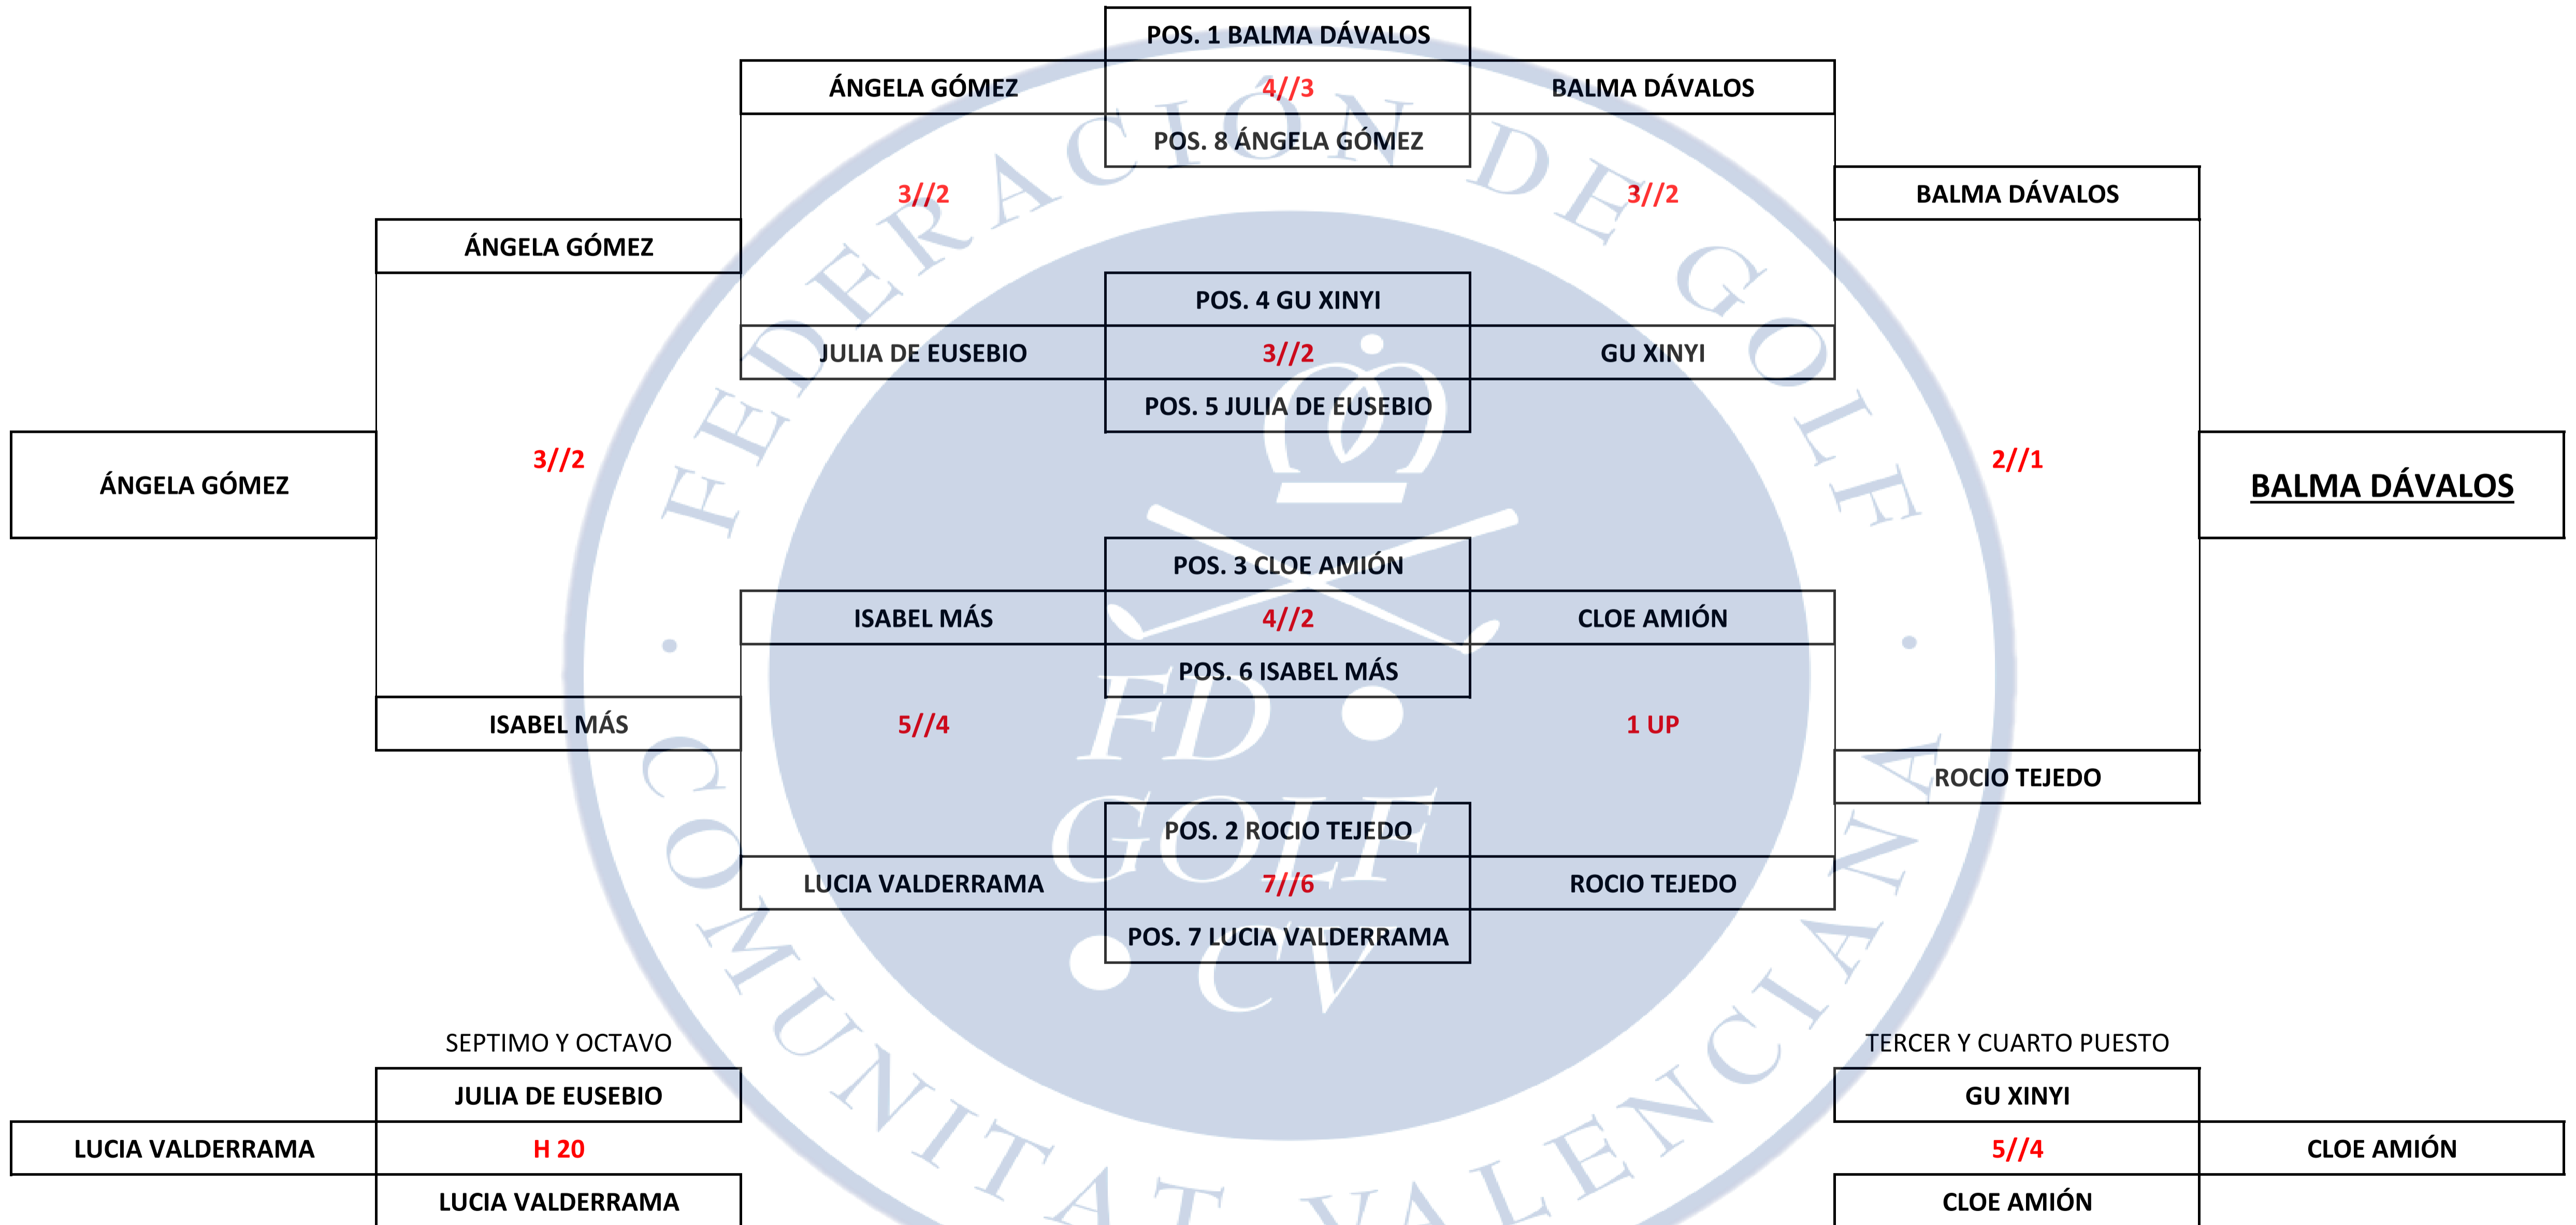 POS. 1 BALMA DÁVALOS
ÁNGELA GÓMEZ 4//3 BALMA DÁVALOS
POS. 8 ÁNGELA GÓMEZ
3//2 3//2 BALMA DÁVALOS
ÁNGELA GÓMEZ
POS. 4 GU XINYI
JULIA DE EUSEBIO 3//2 GU XINYI
POS. 5 JULIA DE EUSEBIO
3//2 2//1
ÁNGELA GÓMEZ BALMA DÁVALOS
POS. 3 CLOE AMIÓN
ISABEL MÁS 4//2 CLOE AMIÓN
POS. 6 ISABEL MÁS
ISABEL MÁS 5//4 1 UP
ROCIO TEJEDO
POS. 2 ROCIO TEJEDO
LUCIA VALDERRAMA 7//6 ROCIO TEJEDO
POS. 7 LUCIA VALDERRAMA
SEPTIMO Y OCTAVO TERCER Y CUARTO PUESTO
JULIA DE EUSEBIO GU XINYI
LUCIA VALDERRAMA H 20 5//4 CLOE AMIÓN
LUCIA VALDERRAMA CLOE AMIÓN
FEDERACIÓN DE GOLF
COMUNITAT VALENCIANA
FD
GOLF
CV